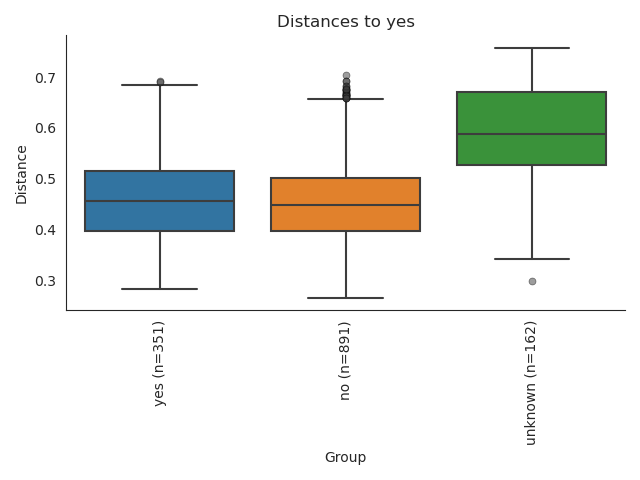 Distances to yes
Distance
0.7
0.6
0.5
0.4
0.3
yes (n=351)
no (n=891)
unknown (n=162)
Group